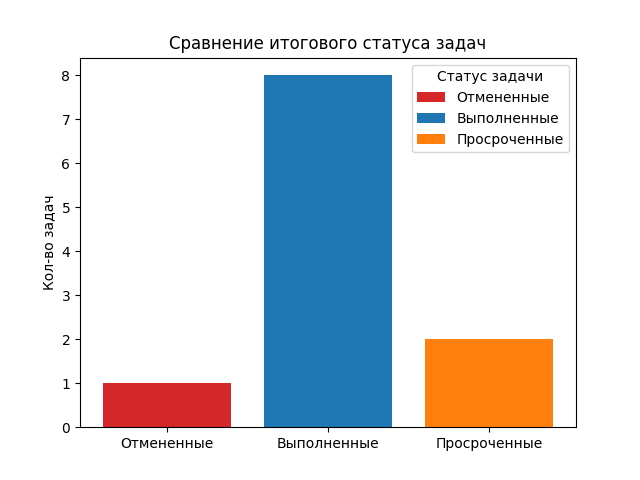 Сравнение итогового статуса задач
Статус задачи
Отмененные
Выполненные
Просроченные
Кол-во задач
8
7
6
5
4
3
2
1
0
Отмененные
Выполненные
Просроченные